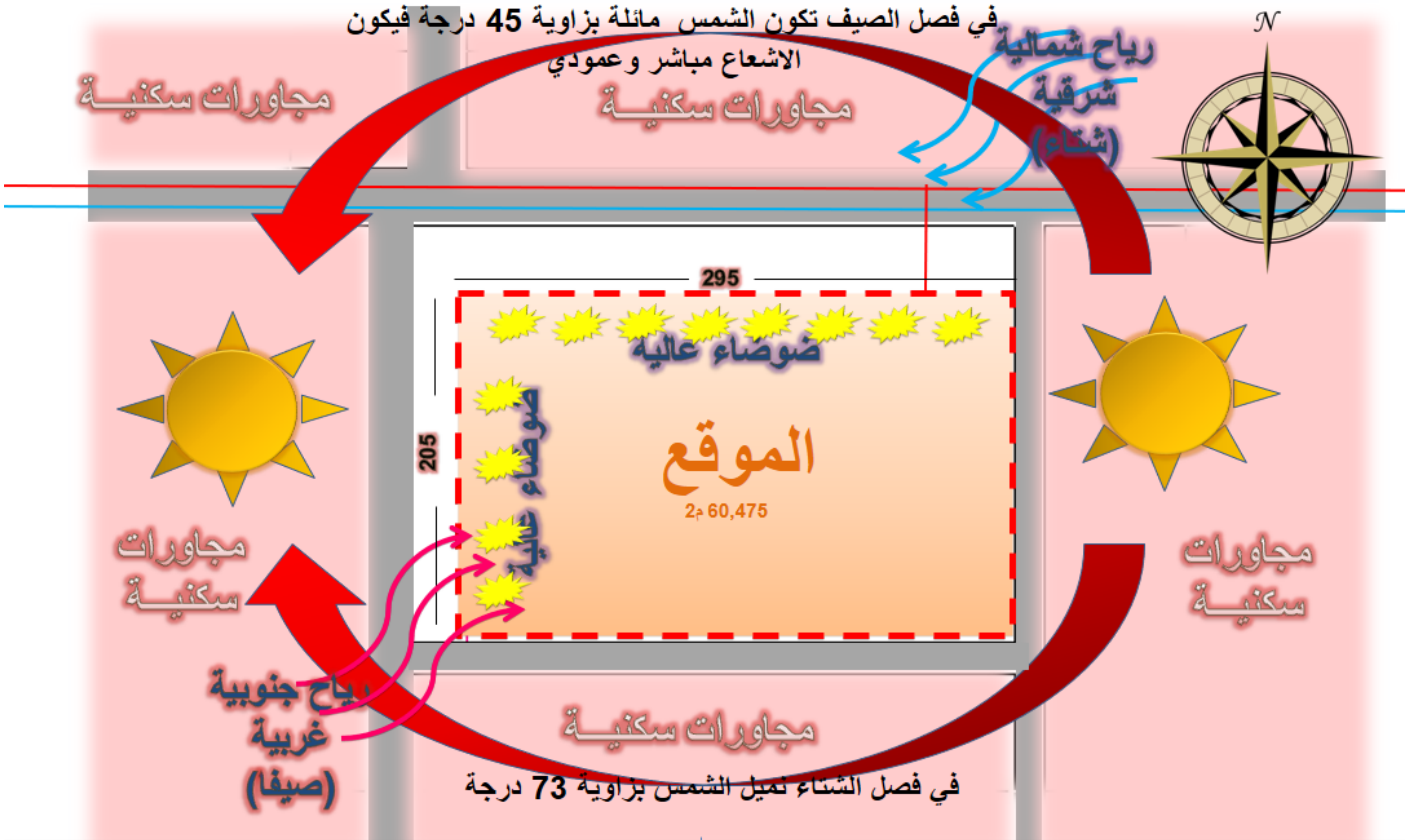 في فصل الصيف تكون الشمس مائلة بزاوية 45 درجة فيكون
الاشعاع مباشر وعمودي
N
رياح شمالية
شرقية
(شتاء)
مجاورات سكنيــة
مجاورات سكنيــة
295
ضوضاء عالية
205
ضوضاء عالية
الموقع
60,475 م2
مجاورات
سكنيــة
مجاورات
سكنيــة
رياح جنوبية
غربية
(صيفا)
مجاورات سكنيــة
في فصل الشتاء تميل الشمس بزاوية 73 درجة